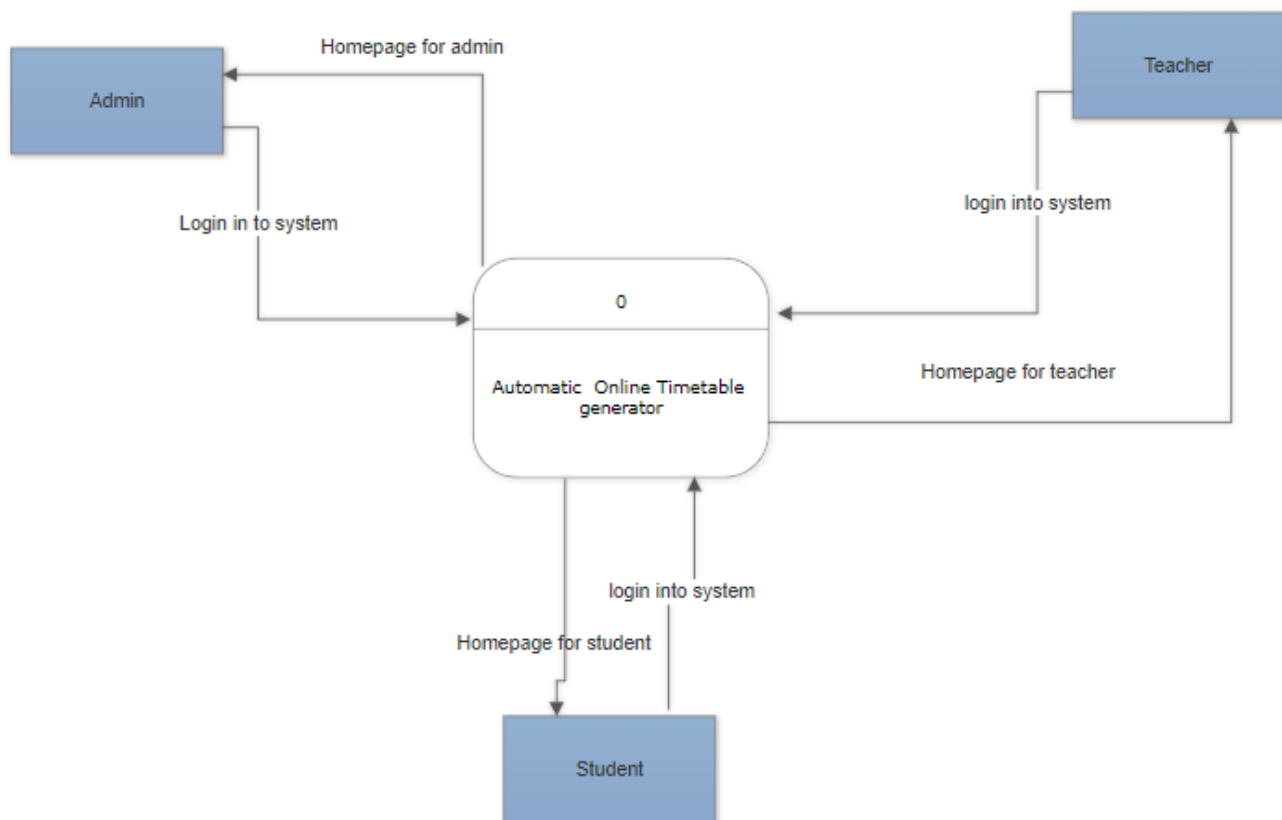 Homepage for admin
Teacher
Admin
login into system
Login in to system
0
Homepage for teacher
Automatic Online Timetable
generator
login into system
Homepage for student
Student